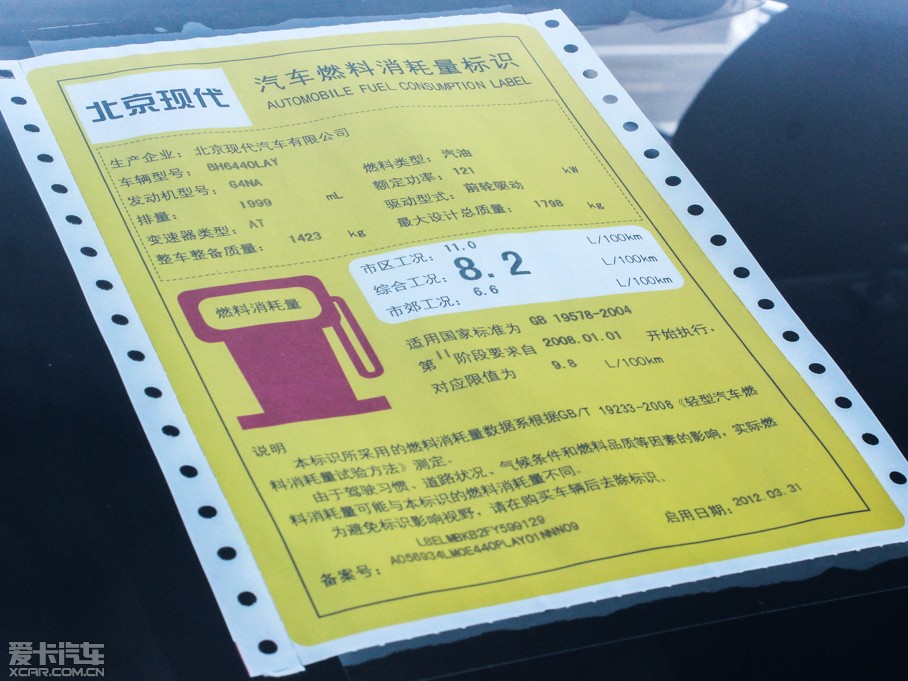 北京现代
汽车燃料消耗量标识
AUTOMOBILE FUEL CONSUMPTION LABEL
生产企业: 北京现代汽车有限公司
车辆型号: BH6440LAY 燃料类型: 汽油
发动机型号: G4NA 额定功率: 121 kW
排量: 1999 mL 驱动型式: 前轮驱动
变速器类型: AT 最大设计总质量: 1798 kg
整车整备质量: 1423 kg
市区工况: 11.0 L/100km
综合工况: 8.2 L/100km
市郊工况: 6.6 L/100km
燃料消耗量
适用国家标准为 GB 19578-2004
第II阶段要求自 2008.01.01 开始执行,
对应限值为 9.8 L/100km
说明
本标识所采用的燃料消耗量数据系根据GB/T 19233-2008《轻型汽车燃
料消耗量试验方法》测定。
由于驾驶习惯、道路状况、气候条件和燃料品质等因素的影响,实际燃
料消耗量可能与本标识的燃料消耗量不同。
为避免标识影响视野,请在购买车辆后去除标识。
LBELMBKB2FY599129
备案号: A056934LM0E440PLAY01NNN09 启用日期: 2012.03.31
爱卡汽车
XCAR.COM.CN